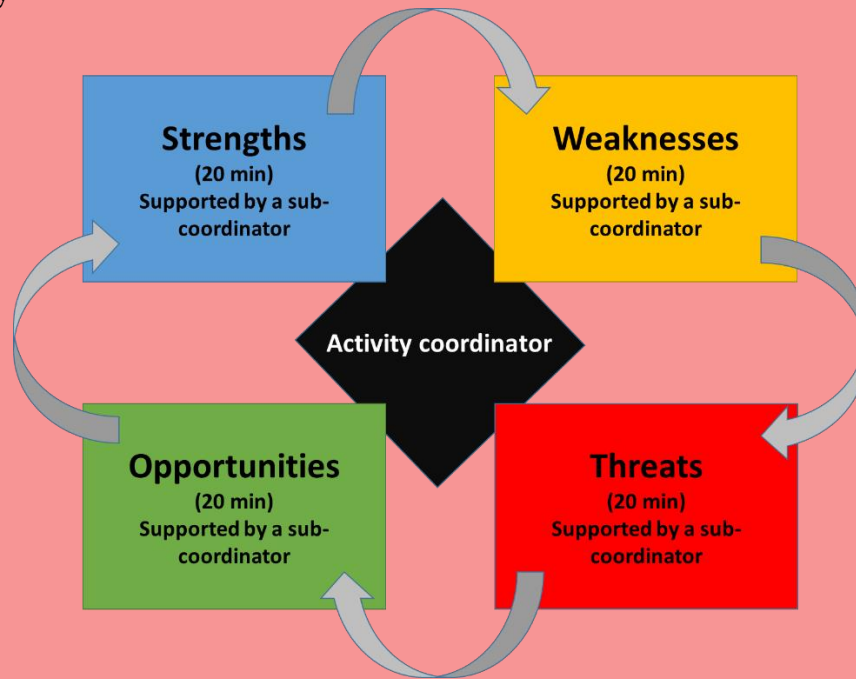 Strengths
(20 min)
Supported by a sub-
coordinator
Weaknesses
(20 min)
Supported by a sub-
coordinator
Activity coordinator
Opportunities
(20 min)
Supported by a sub-
coordinator
Threats
(20 min)
Supported by a sub-
coordinator